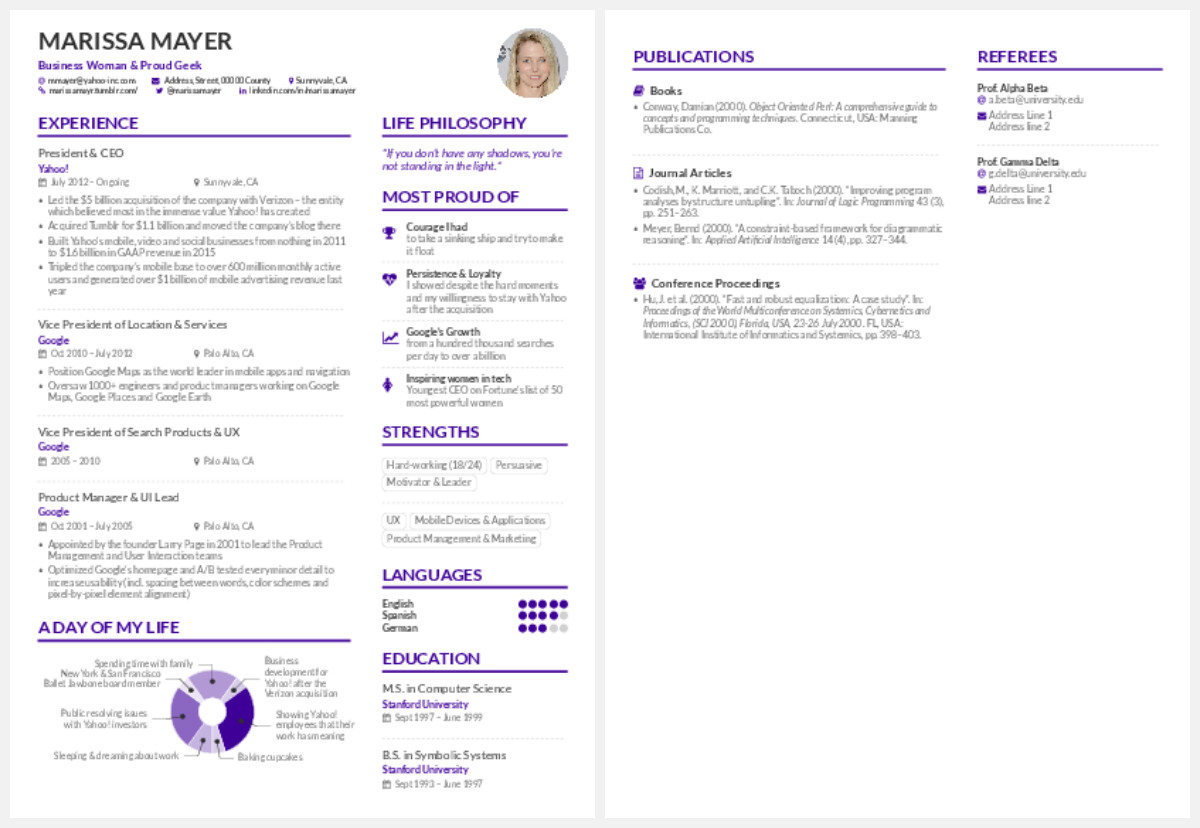 MARISSA MAYER
Business Woman & Proud Geek
mmayer@yahoo-inc.com Address, Street, 00000 County Sunnyvale, CA
marissamayr.tumblr.com/ @marissamayer linkedin.com/in/marissamayer
EXPERIENCE
President & CEO
Yahoo!
July 2012 – Ongoing Sunnyvale, CA
• Led the $5 billion acquisition of the company with Verizon – the entity
which believed most in the immense value Yahoo! has created
• Acquired Tumblr for $1.1 billion and moved the company's blog there
• Built Yahoo's mobile, video and social businesses from nothing in 2011
to $1.6 billion in GAAP revenue in 2015
• Tripled the company's mobile base to over 600 million monthly active
users and generated over $1 billion of mobile advertising revenue last
year
Vice President of Location & Services
Google
Oct 2010 – July 2012 Palo Alto, CA
• Position Google Maps as the world leader in mobile apps and navigation
• Oversaw 1000+ engineers and product managers working on Google
Maps, Google Places and Google Earth
Vice President of Search Products & UX
Google
2005 – 2010 Palo Alto, CA
Product Manager & UI Lead
Google
Oct 2001 – July 2005 Palo Alto, CA
• Appointed by the founder Larry Page in 2001 to lead the Product
Management and User Interaction teams
• Optimized Google's homepage and A/B tested every minor detail to
increase usability (incl. spacing between words, color schemes and
pixel-by-pixel element alignment)
A DAY OF MY LIFE
Spending time with family
New York & San Francisco
Ballet Jawbone board member
Public resolving issues
with Yahoo! investors
Sleeping & dreaming about work
Business
development for
Yahoo! after the
Verizon acquisition
Showing Yahoo!
employees that their
work has meaning
Baking cupcakes
LIFE PHILOSOPHY
"If you don't have any shadows, you're
not standing in the light."
MOST PROUD OF
Courage I had
to take a sinking ship and try to make
it float
Persistence & Loyalty
I showed despite the hard moments
and my willingness to stay with Yahoo
after the acquisition
Google's Growth
from a hundred thousand searches
per day to over a billion
Inspiring women in tech
Youngest CEO on Fortune's list of 50
most powerful women
STRENGTHS
Hard-working (18/24) Persuasive
Motivator & Leader
UX Mobile Devices & Applications
Product Management & Marketing
LANGUAGES
English
Spanish
German
EDUCATION
M.S. in Computer Science
Stanford University
Sept 1997 – June 1999
B.S. in Symbolic Systems
Stanford University
Sept 1993 – June 1997
PUBLICATIONS
Books
• Conway, Damian (2000). Object Oriented Perl: A comprehensive guide to
concepts and programming techniques. Connecticut, USA: Manning
Publications Co.
Journal Articles
• Codish, M., K. Marriott, and C.K. Taboch (2000). "Improving program
analyses by structure untupling". In: Journal of Logic Programming 43 (3),
pp. 251–263.
• Meyer, Bernd (2000). "A constraint-based framework for diagrammatic
reasoning". In: Applied Artificial Intelligence 14 (4), pp. 327–344.
Conference Proceedings
• Hu, J. et al. (2000). "Fast and robust equalization: A case study". In:
Proceedings of the World Multiconference on Systemics, Cybernetics and
Informatics, (SCI 2000), Florida, USA, 23-26 July 2000. FL, USA:
International Institute of Informatics and Systemics, pp. 398–403.
REFEREES
Prof. Alpha Beta
a.beta@university.edu
Address Line 1
Address line 2
Prof. Gamma Delta
g.delta@university.edu
Address Line 1
Address line 2